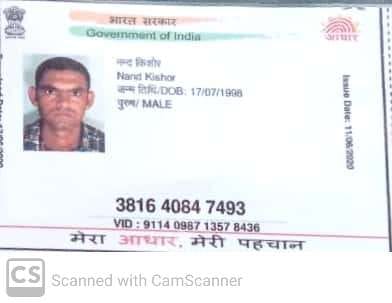 भारत सरकार
Government of India
आधार
नन्द किशोर
Nand Kishor
जन्म तिथि/DOB: 17/07/1998
पुरुष/ MALE
Issue Date: 11/06/2020
3816 4084 7493
VID : 9114 0987 1357 8436
मेरा आधार, मेरी पहचान
CS Scanned with CamScanner